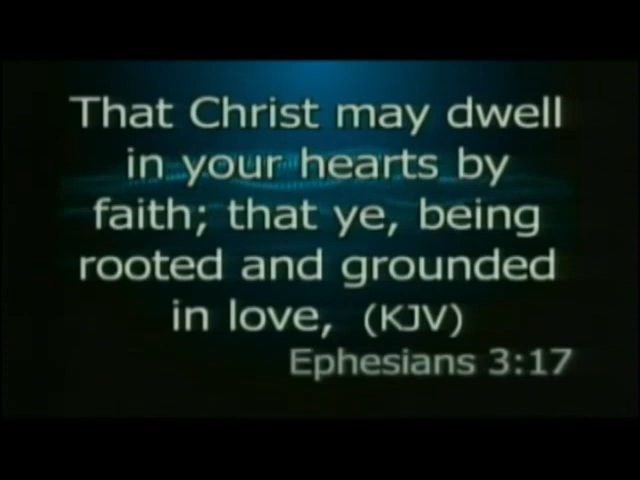 That Christ may dwell
in your hearts by
faith; that ye, being
rooted and grounded
in love, (KJV)
Ephesians 3:17